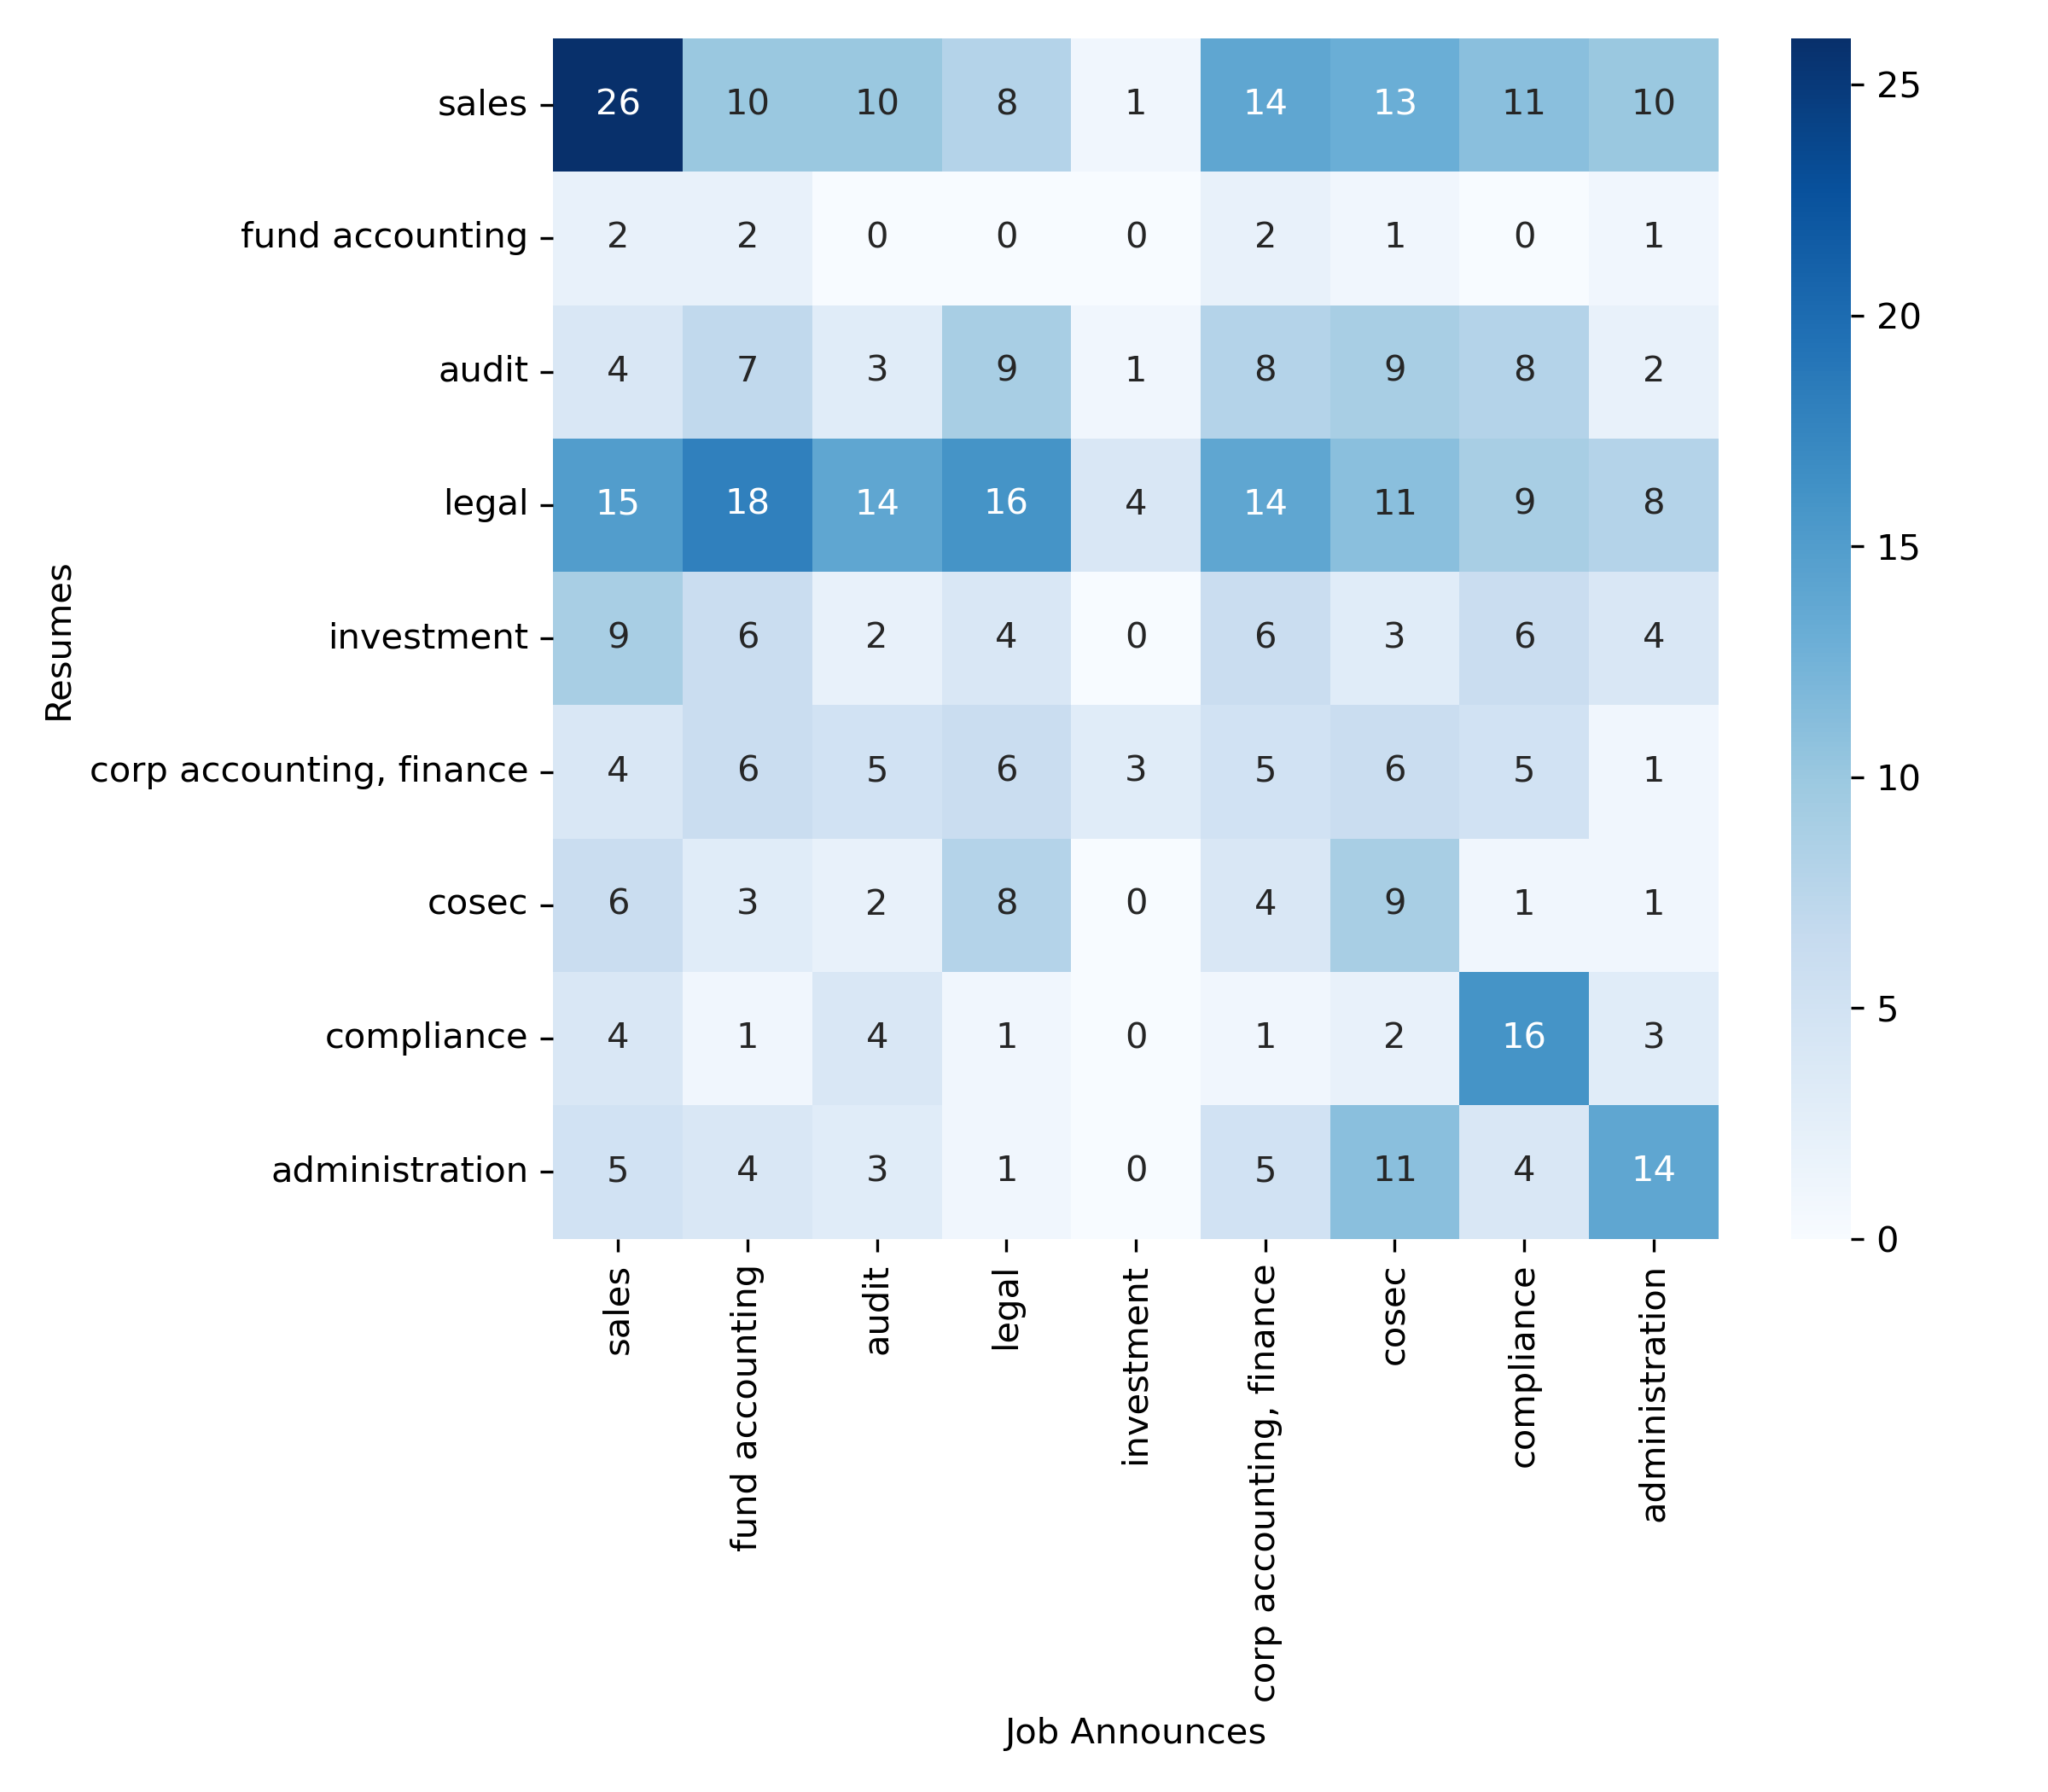 sales 26 10 10 8 1 14 13 11 10
fund accounting 2 2 0 0 0 2 1 0 1
audit 4 7 3 9 1 8 9 8 2
legal 15 18 14 16 4 14 11 9 8
investment 9 6 2 4 0 6 3 6 4
corp accounting, finance 4 6 5 6 3 5 6 5 1
cosec 6 3 2 8 0 4 9 1 1
compliance 4 1 4 1 0 1 2 16 3
administration 5 4 3 1 0 5 11 4 14
Resumes
sales
fund accounting
audit
legal
investment
corp accounting, finance
cosec
compliance
administration
Job Announces
25
20
15
10
5
0